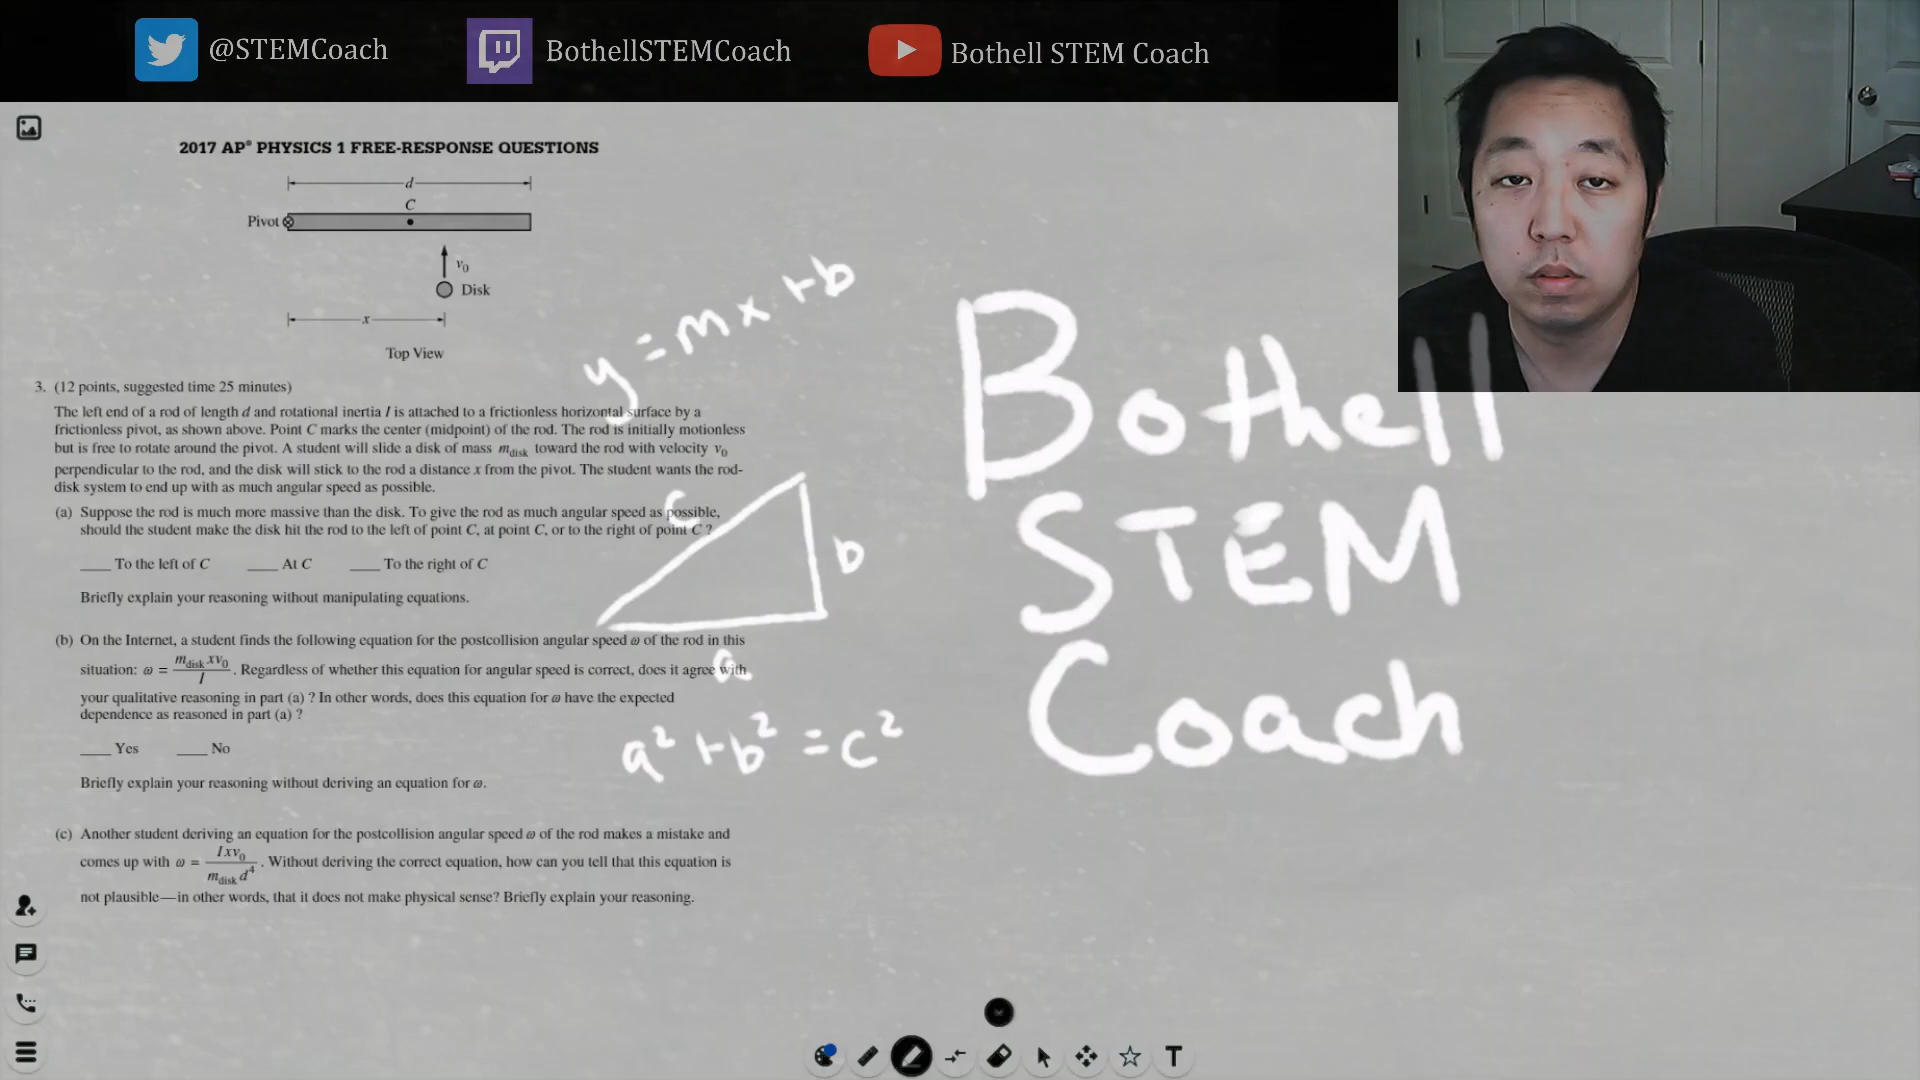 @STEMCoach
BothellSTEMCoach
Bothell STEM Coach
2017 AP® PHYSICS 1 FREE-RESPONSE QUESTIONS
d
C
Pivot
v₀
Disk
x
Top View
3. (12 points, suggested time 25 minutes)
The left end of a rod of length d and rotational inertia I is attached to a frictionless horizontal surface by a
frictionless pivot, as shown above. Point C marks the center (midpoint) of the rod. The rod is initially motionless
but is free to rotate around the pivot. A student will slide a disk of mass m_disk toward the rod with velocity v₀
perpendicular to the rod, and the disk will stick to the rod a distance x from the pivot. The student wants the rod-
disk system to end up with as much angular speed as possible.
(a) Suppose the rod is much more massive than the disk. To give the rod as much angular speed as possible,
should the student make the disk hit the rod to the left of point C, at point C, or to the right of point C ?
____ To the left of C ____ At C ____ To the right of C
Briefly explain your reasoning without manipulating equations.
(b) On the Internet, a student finds the following equation for the postcollision angular speed ω of the rod in this
situation: ω = m_disk xv₀ / I . Regardless of whether this equation for angular speed is correct, does it agree with
your qualitative reasoning in part (a) ? In other words, does this equation for ω have the expected
dependence as reasoned in part (a) ?
____ Yes ____ No
Briefly explain your reasoning without deriving an equation for ω.
(c) Another student deriving an equation for the postcollision angular speed ω of the rod makes a mistake and
comes up with ω = Ixv₀ / m_disk d⁴ . Without deriving the correct equation, how can you tell that this equation is
not plausible—in other words, that it does not make physical sense? Briefly explain your reasoning.
y = mx + b
c
b
a
a² + b² = c²
Bothell
STEM
Coach
T